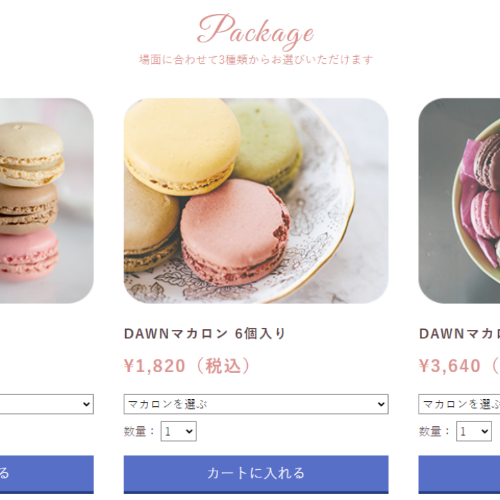 Package
場面に合わせて3種類からお選びいただけます
DAWNマカロン 6個入り
¥1,820（税込）
マカロンを選ぶ
数量： 1
カートに入れる
る
DAWNマカ
¥3,640（
マカロンを選ぶ
数量： 1